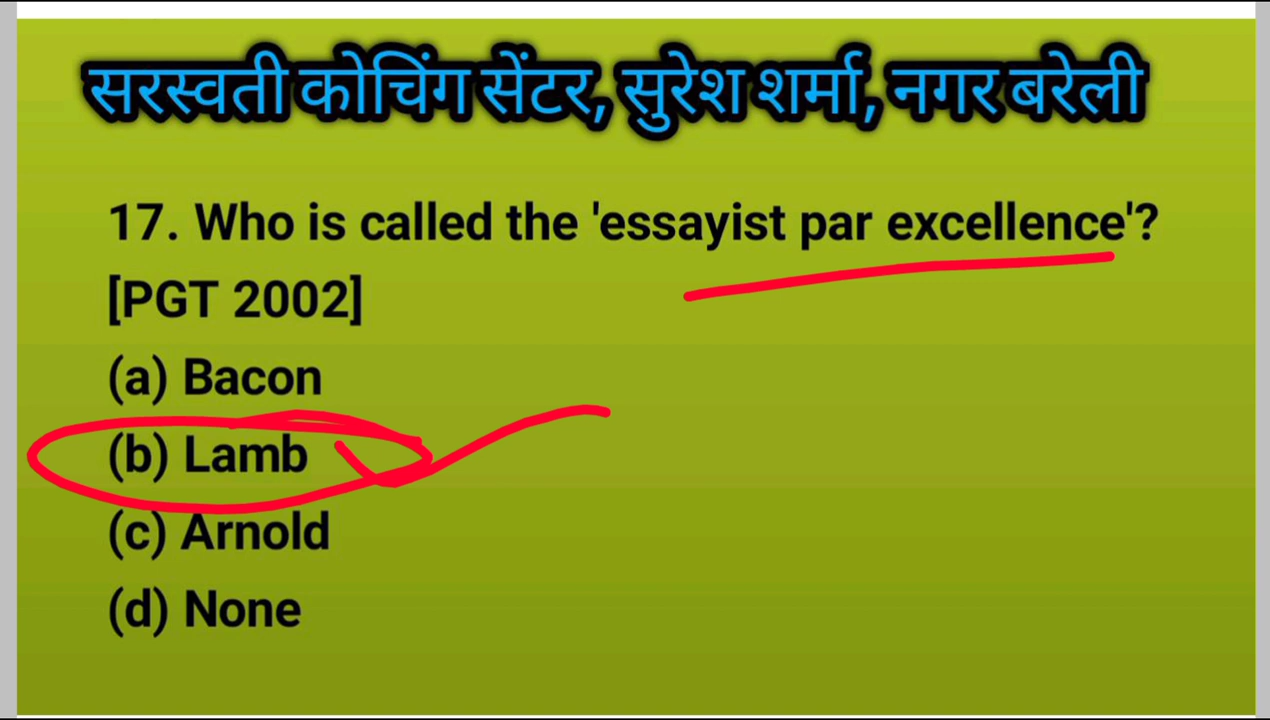 सरस्वती कोचिंग सेंटर, सुरेश शर्मा, नगर बरेली
17. Who is called the 'essayist par excellence'?
[PGT 2002]
(a) Bacon
(b) Lamb
(c) Arnold
(d) None